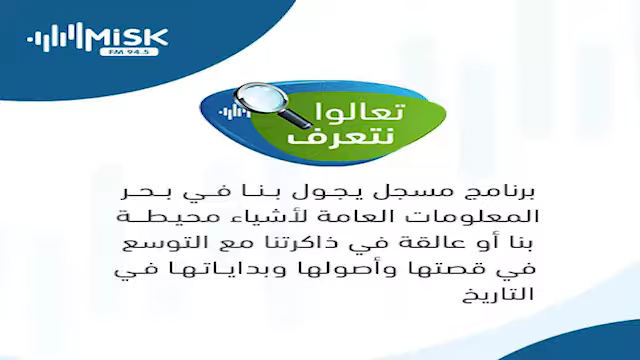 MiSK
FM 94.5
تعالوا
نتعرف
برنامج مسجل يجول بنا في بحر
المعلومات العامة لأشياء محيطة
بنا أو عالقة في ذاكرتنا مع التوسع
في قصتها وأصولها وبداياتها في
التاريخ